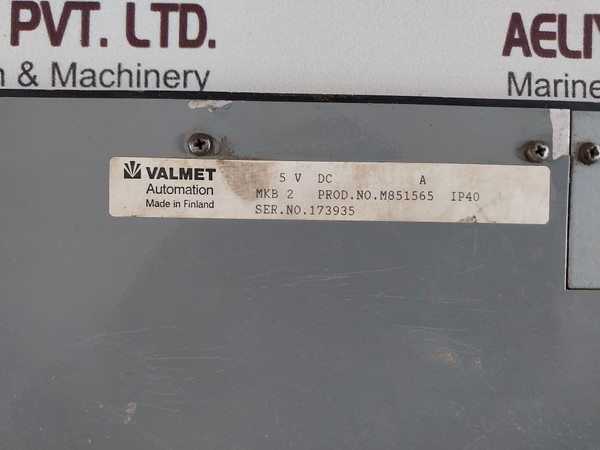 PVT. LTD.
& Machinery
Marine
VALMET
Automation
Made in Finland
5 V DC A
MKB 2 PROD.NO.M851565 IP40
SER.NO.173935